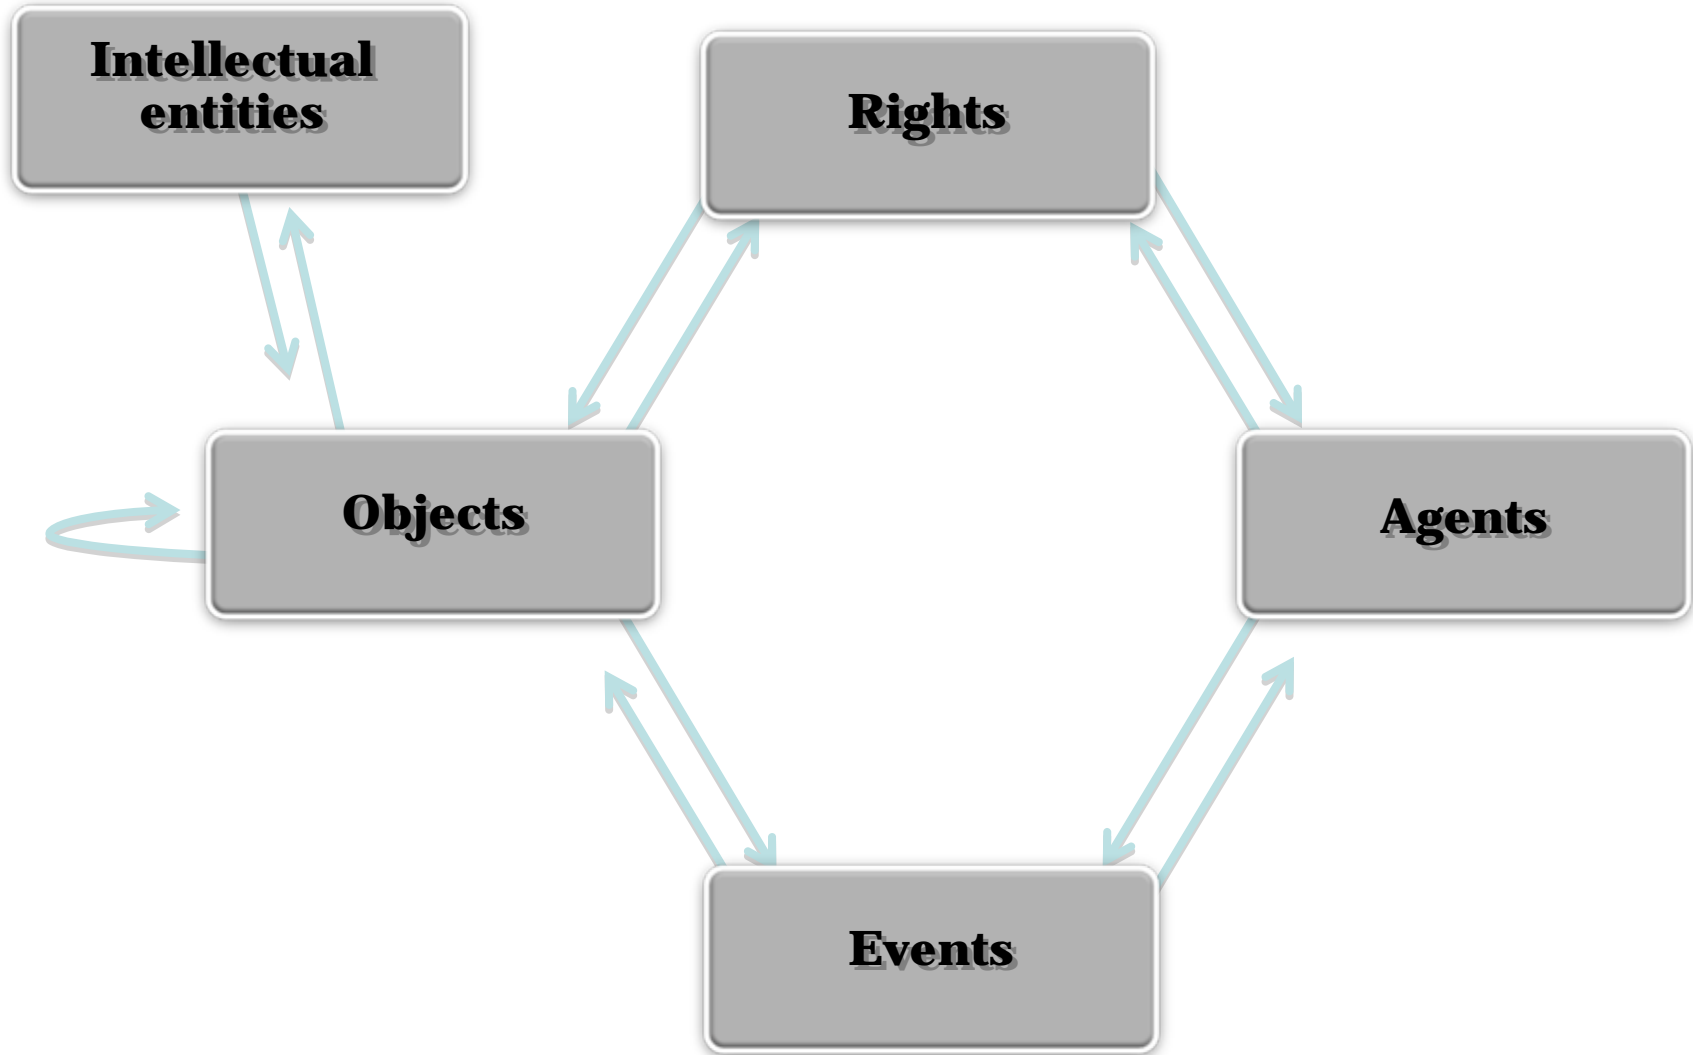 Intellectual
entities
Rights
Objects
Agents
Events